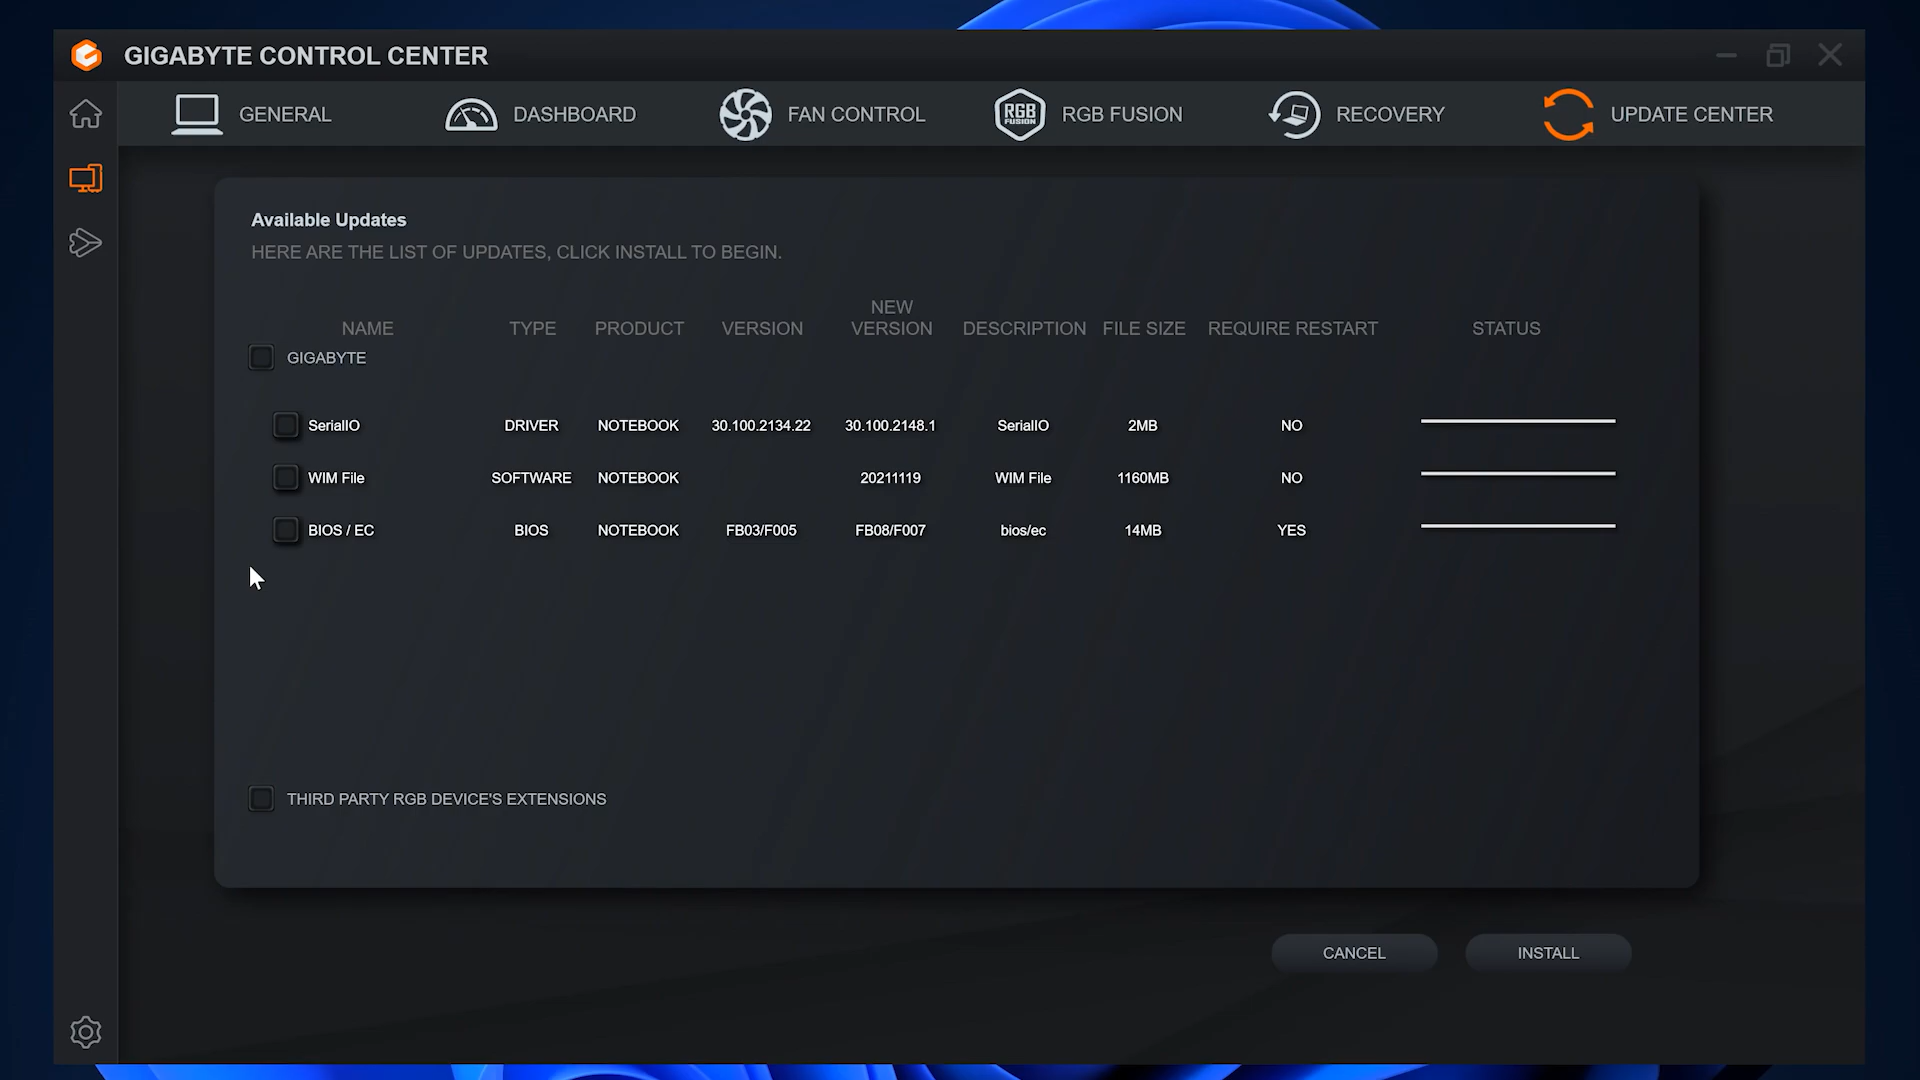 GIGABYTE CONTROL CENTER
GENERAL DASHBOARD FAN CONTROL RGB FUSION RGB FUSION RECOVERY UPDATE CENTER
Available Updates
HERE ARE THE LIST OF UPDATES, CLICK INSTALL TO BEGIN.
NAME TYPE PRODUCT VERSION NEW VERSION DESCRIPTION FILE SIZE REQUIRE RESTART STATUS
GIGABYTE
SerialIO DRIVER NOTEBOOK 30.100.2134.22 30.100.2148.1 SerialIO 2MB NO
WIM File SOFTWARE NOTEBOOK 20211119 WIM File 1160MB NO
BIOS / EC BIOS NOTEBOOK FB03/F005 FB08/F007 bios/ec 14MB YES
THIRD PARTY RGB DEVICE'S EXTENSIONS
CANCEL INSTALL